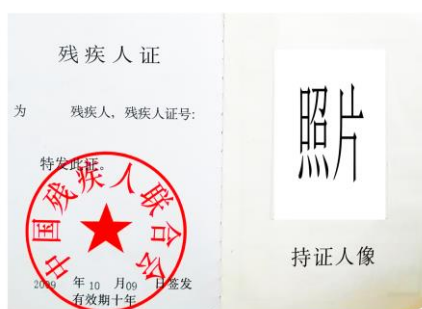 残疾人证
为 残疾人，残疾人证号:
特发此证。
中国残疾人联合会
2009 年 10 月09 日签发
有效期十年
照片
持证人像